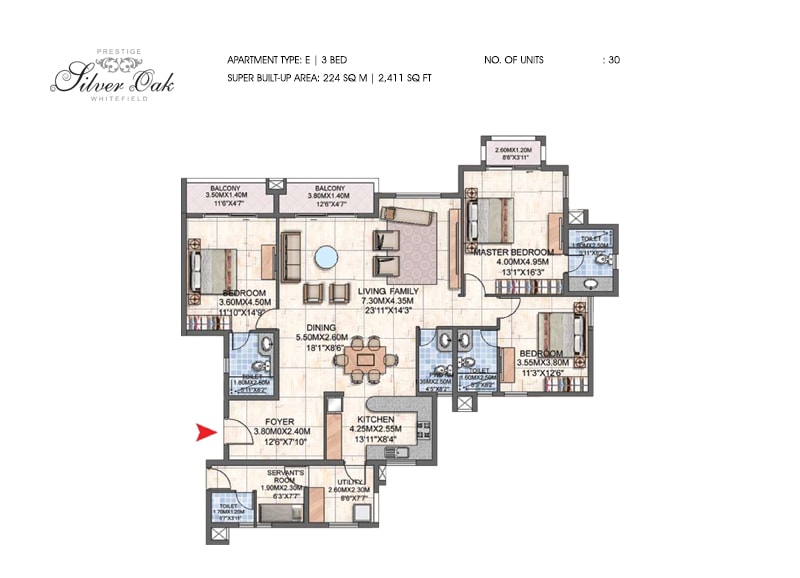 PRESTIGE
Silver Oak
WHITEFIELD
APARTMENT TYPE: E | 3 BED
NO. OF UNITS : 30
SUPER BUILT-UP AREA: 224 SQ M | 2,411 SQ FT
2.60MX1.20M
8'6"X3'11"
BALCONY
3.50MX1.40M
11'6"X4'7"
BALCONY
3.80MX1.40M
12'6"X4'7"
MASTER BEDROOM
4.00MX4.95M
13'1"X16'3"
TOILET
5'11"X8'2"
BEDROOM
3.60MX4.50M
11'10"X14'9"
LIVING FAMILY
7.30MX4.35M
23'11"X14'3"
DINING
5.50MX2.60M
18'1"X8'6"
BEDROOM
3.55MX3.80M
11'3"X12'6"
TOILET
1.80MX2.50M
5'11"X8'2"
1.35MX2.50M
4'5"X8'2"
TOILET
1.60MX2.50M
5'3"X8'2"
FOYER
3.80M0X2.40M
12'6"X7'10"
KITCHEN
4.25MX2.55M
13'11"X8'4"
SERVANT'S
ROOM
1.90MX2.30M
6'3"X7'7"
UTILITY
2.60MX2.30M
8'6"X7'7"
TOILET
1.70MX1.20M
5'7"X3'11"